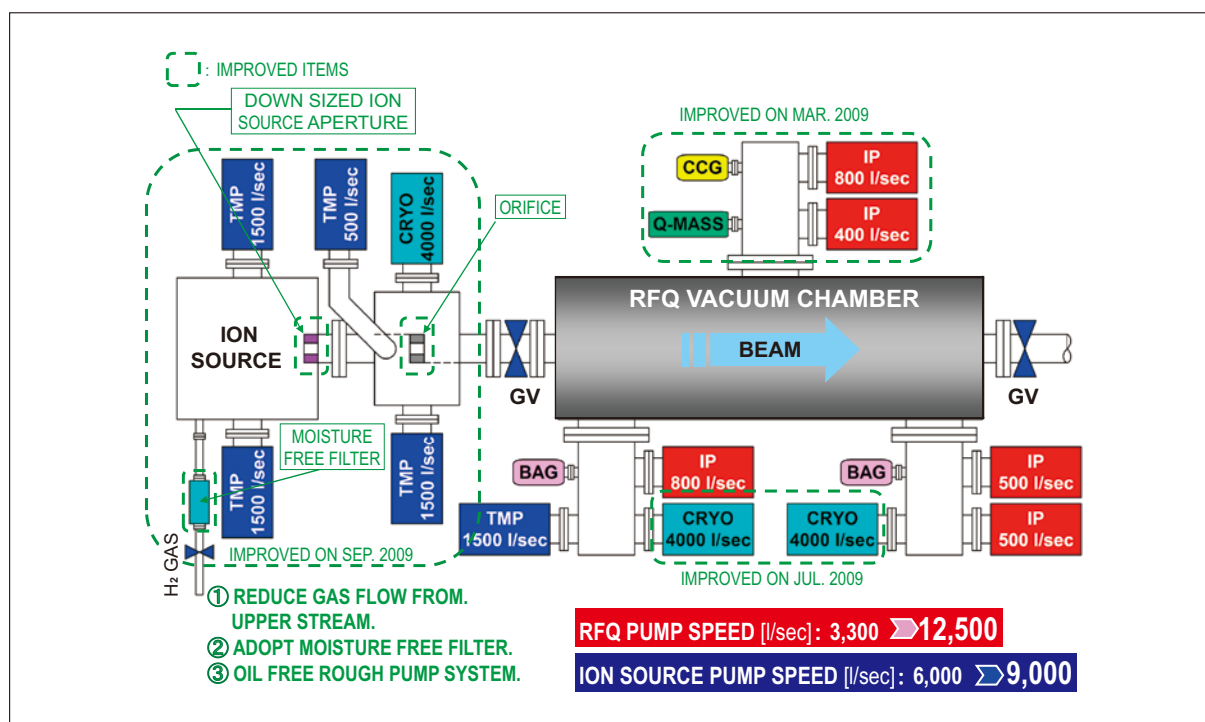 : IMPROVED ITEMS
DOWN SIZED ION
SOURCE APERTURE
IMPROVED ON MAR. 2009
TMP
1500 l/sec
TMP
500 l/sec
CRYO
4000 l/sec
ORIFICE
CCG
IP
800 l/sec
Q-MASS
IP
400 l/sec
ION
SOURCE
RFQ VACUUM CHAMBER
BEAM
GV
GV
MOISTURE
FREE FILTER
TMP
1500 l/sec
TMP
1500 l/sec
BAG
IP
800 l/sec
BAG
IP
500 l/sec
TMP
1500 l/sec
CRYO
4000 l/sec
CRYO
4000 l/sec
IP
500 l/sec
H₂ GAS
IMPROVED ON SEP. 2009
IMPROVED ON JUL. 2009
① REDUCE GAS FLOW FROM.
UPPER STREAM.
② ADOPT MOISTURE FREE FILTER.
③ OIL FREE ROUGH PUMP SYSTEM.
RFQ PUMP SPEED [l/sec] : 3,300 12,500
ION SOURCE PUMP SPEED [l/sec] : 6,000 9,000